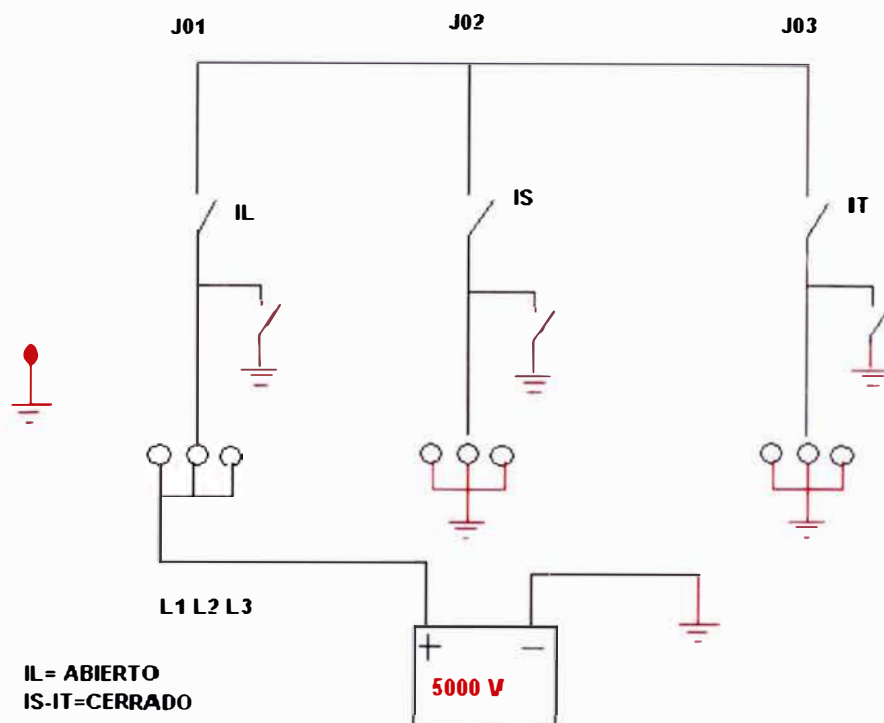 J01 J02 J03
IL IS IT
L1 L2 L3
+ −
5000 V
IL= ABIERTO
IS-IT=CERRADO